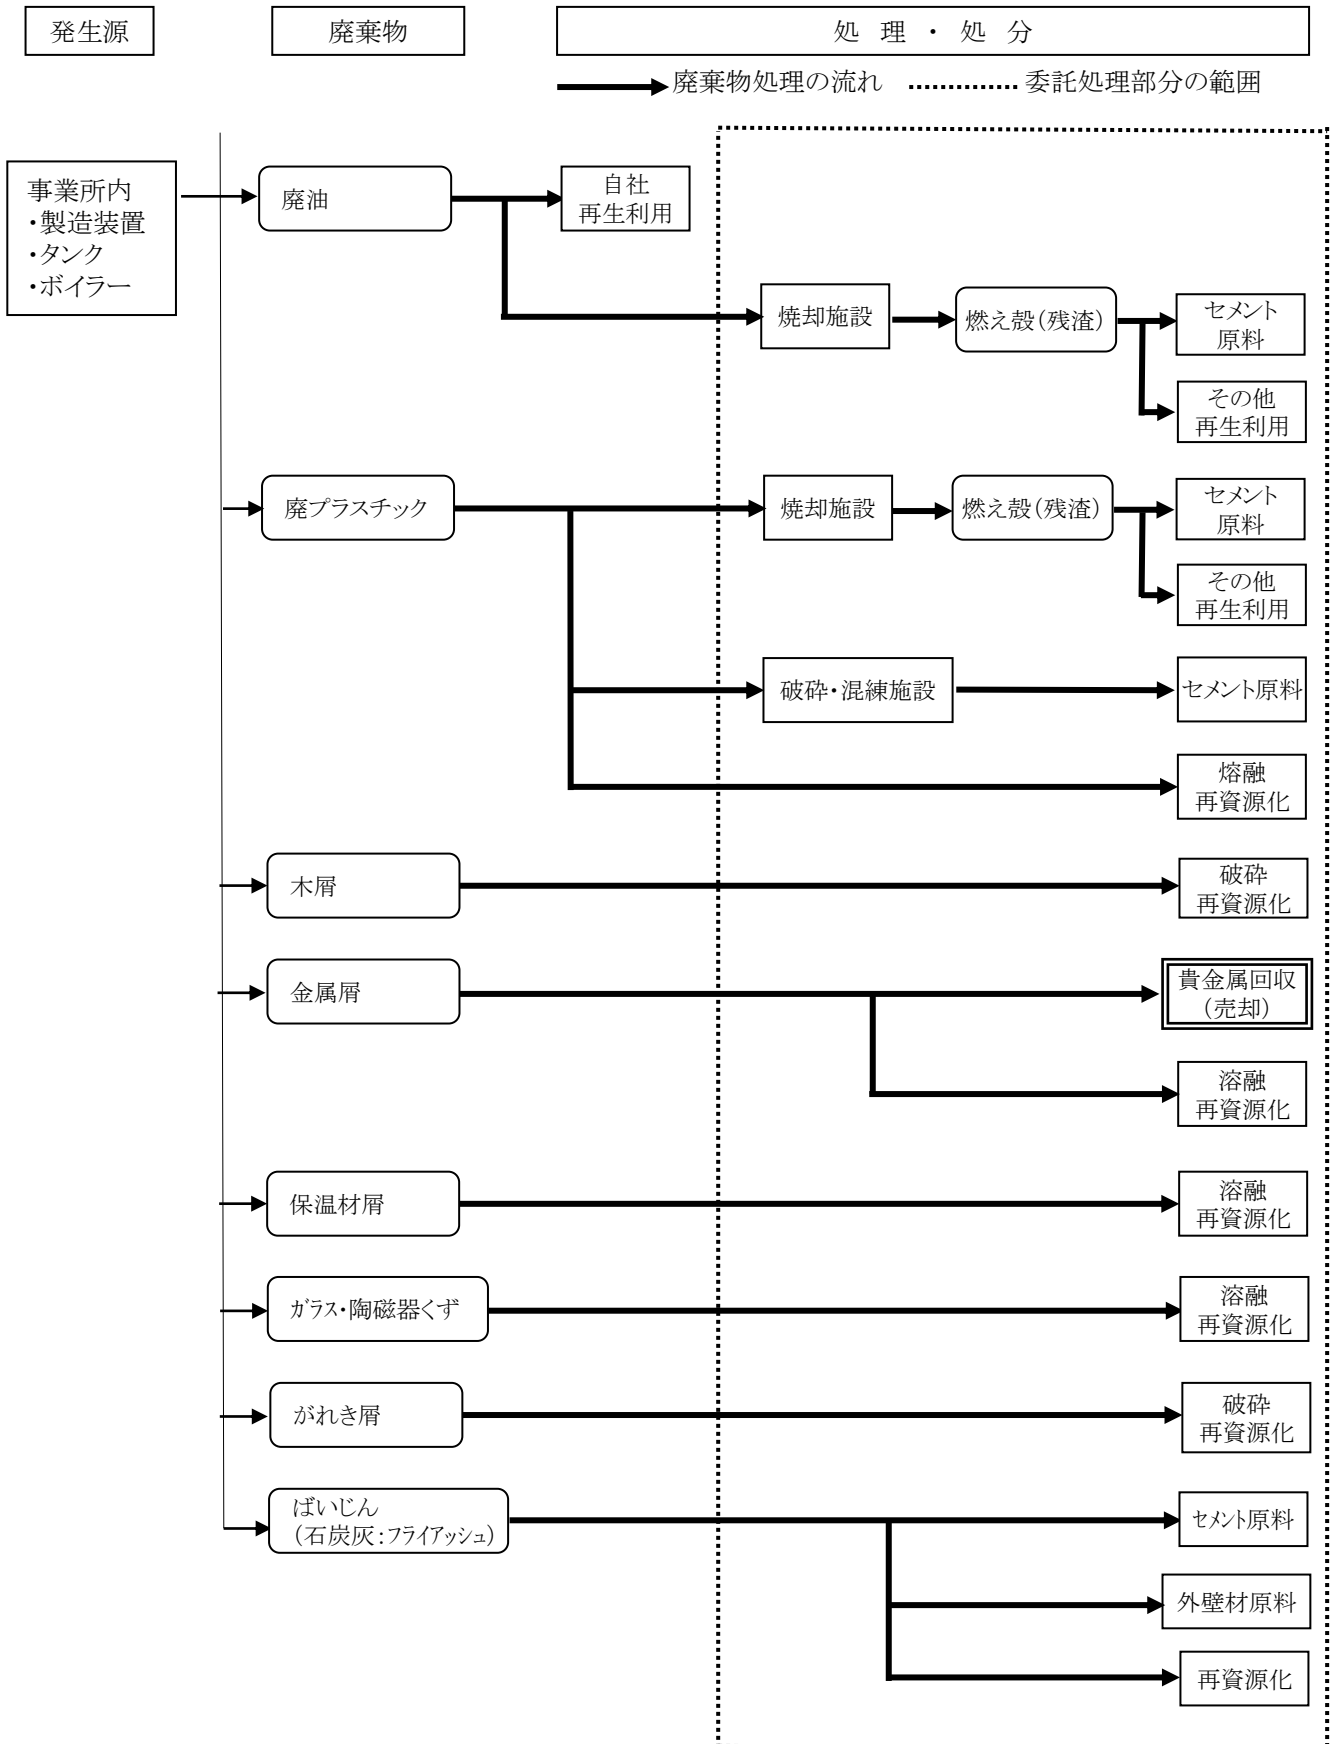 発生源
廃棄物
処 理 ・ 処 分
廃棄物処理の流れ
委託処理部分の範囲
事業所内
・製造装置
・タンク
・ボイラー
廃油
自社
再生利用
焼却施設
燃え殻(残渣)
セメント
原料
その他
再生利用
廃プラスチック
焼却施設
燃え殻(残渣)
セメント
原料
その他
再生利用
破砕・混練施設
セメント原料
熔融
再資源化
木屑
破砕
再資源化
金属屑
貴金属回収
(売却)
溶融
再資源化
保温材屑
溶融
再資源化
ガラス・陶磁器くず
溶融
再資源化
がれき屑
破砕
再資源化
ばいじん
(石炭灰:フライアッシュ)
セメント原料
外壁材原料
再資源化